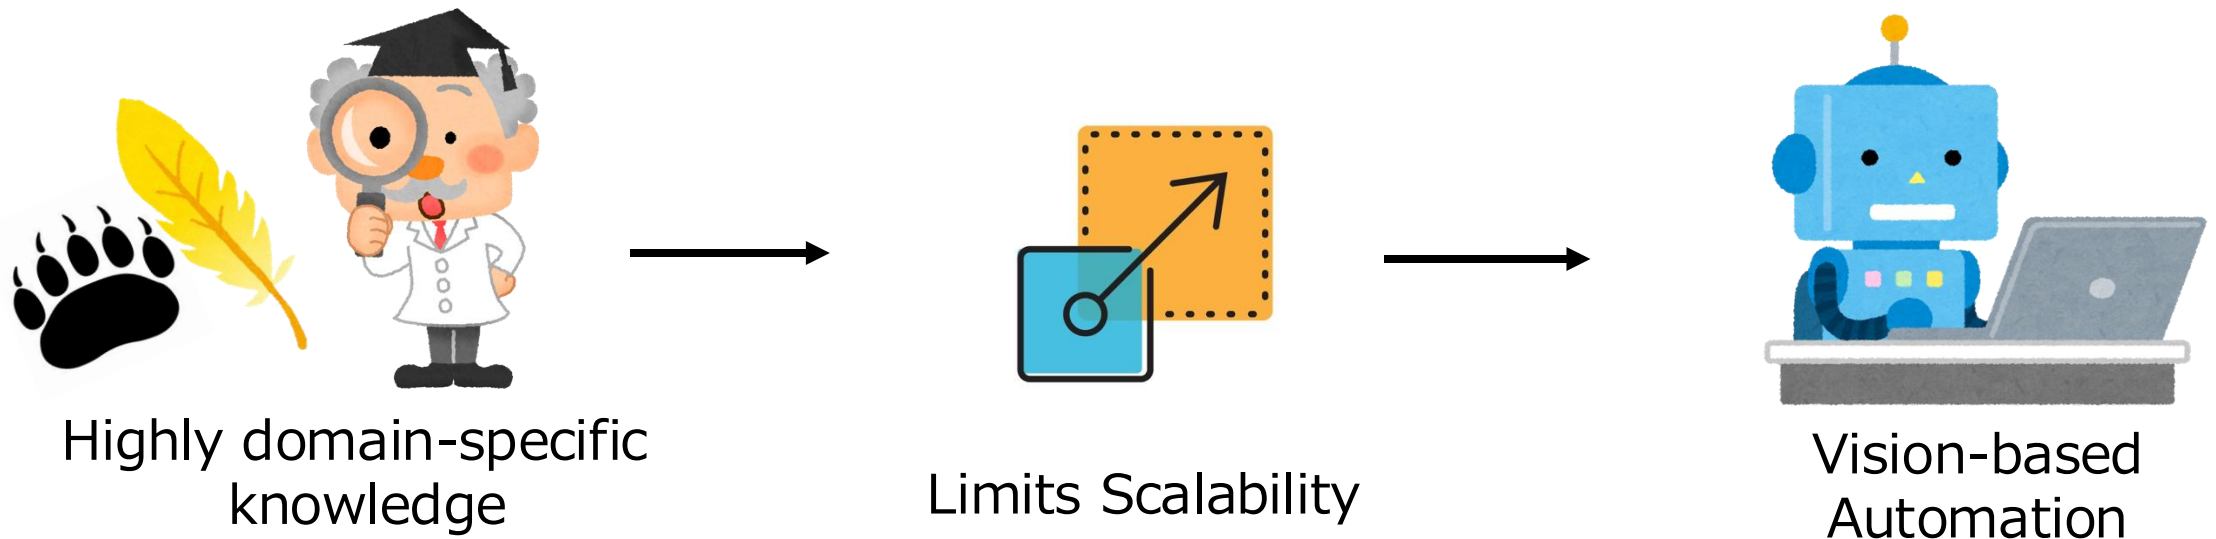 Highly domain-specific
knowledge
Limits Scalability
Vision-based
Automation